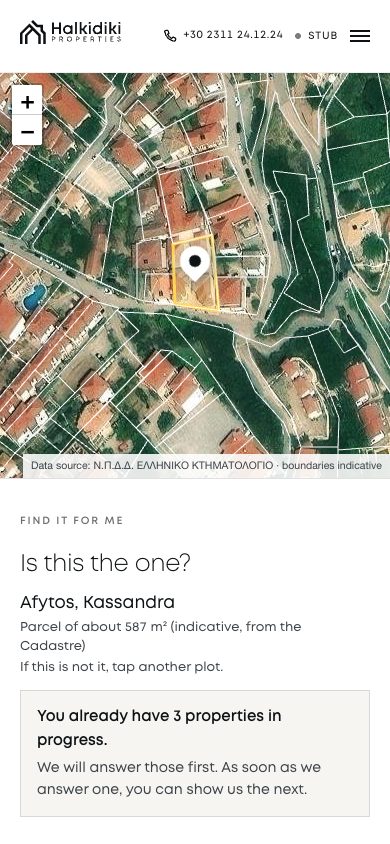 Halkidiki
PROPERTIES
+30 2311 24.12.24
STUB
+
−
Data source: Ν.Π.Δ.Δ. ΕΛΛΗΝΙΚΟ ΚΤΗΜΑΤΟΛΟΓΙΟ · boundaries indicative
FIND IT FOR ME
Is this the one?
Afytos, Kassandra
Parcel of about 587 m² (indicative, from the
Cadastre)
If this is not it, tap another plot.
You already have 3 properties in
progress.
We will answer those first. As soon as we
answer one, you can show us the next.